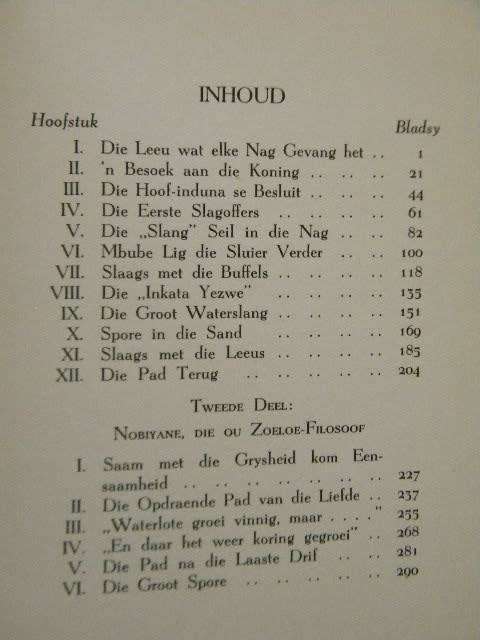 INHOUD
Hoofstuk Bladsy
I. Die Leeu wat elke Nag Gevang het .. 1
II. 'n Besoek aan die Koning .. .. .. 21
III. Die Hoof-induna se Besluit .. .. 44
IV. Die Eerste Slagoffers .. .. .. .. 61
V. Die „Slang" Seil in die Nag .. .. 82
VI. Mbube Lig die Sluier Verder .. .. 100
VII. Slaags met die Buffels .. .. .. 118
VIII. Die „Inkata Yezwe" .. .. .. .. 135
IX. Die Groot Waterslang .. .. .. .. 151
X. Spore in die Sand .. .. .. .. 169
XI. Slaags met die Leeus .. .. .. .. 185
XII. Die Pad Terug .. .. .. .. .. 204
TWEEDE DEEL:
NOBIYANE, DIE OU ZOELOE-FILOSOOF
I. Saam met die Grysheid kom Een-
saamheid .. .. .. .. .. .. .. 227
II. Die Opdraende Pad van die Liefde .. 237
III. „Waterlote groei vinnig, maar . . . ." 255
IV. „En daar het weer koring gegroei" .. 268
V. Die Pad na die Laaste Drif .. .. 281
VI. Die Groot Spore .. .. .. .. .. 290